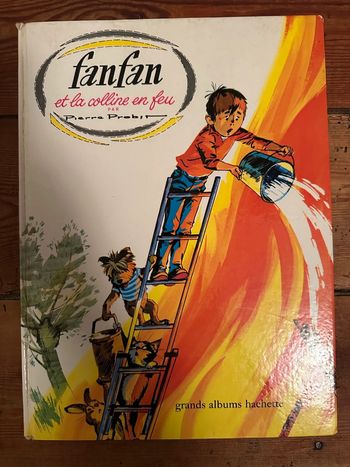 fanfan
et la colline en feu
PAR
Pierre Probst
grands albums hachette